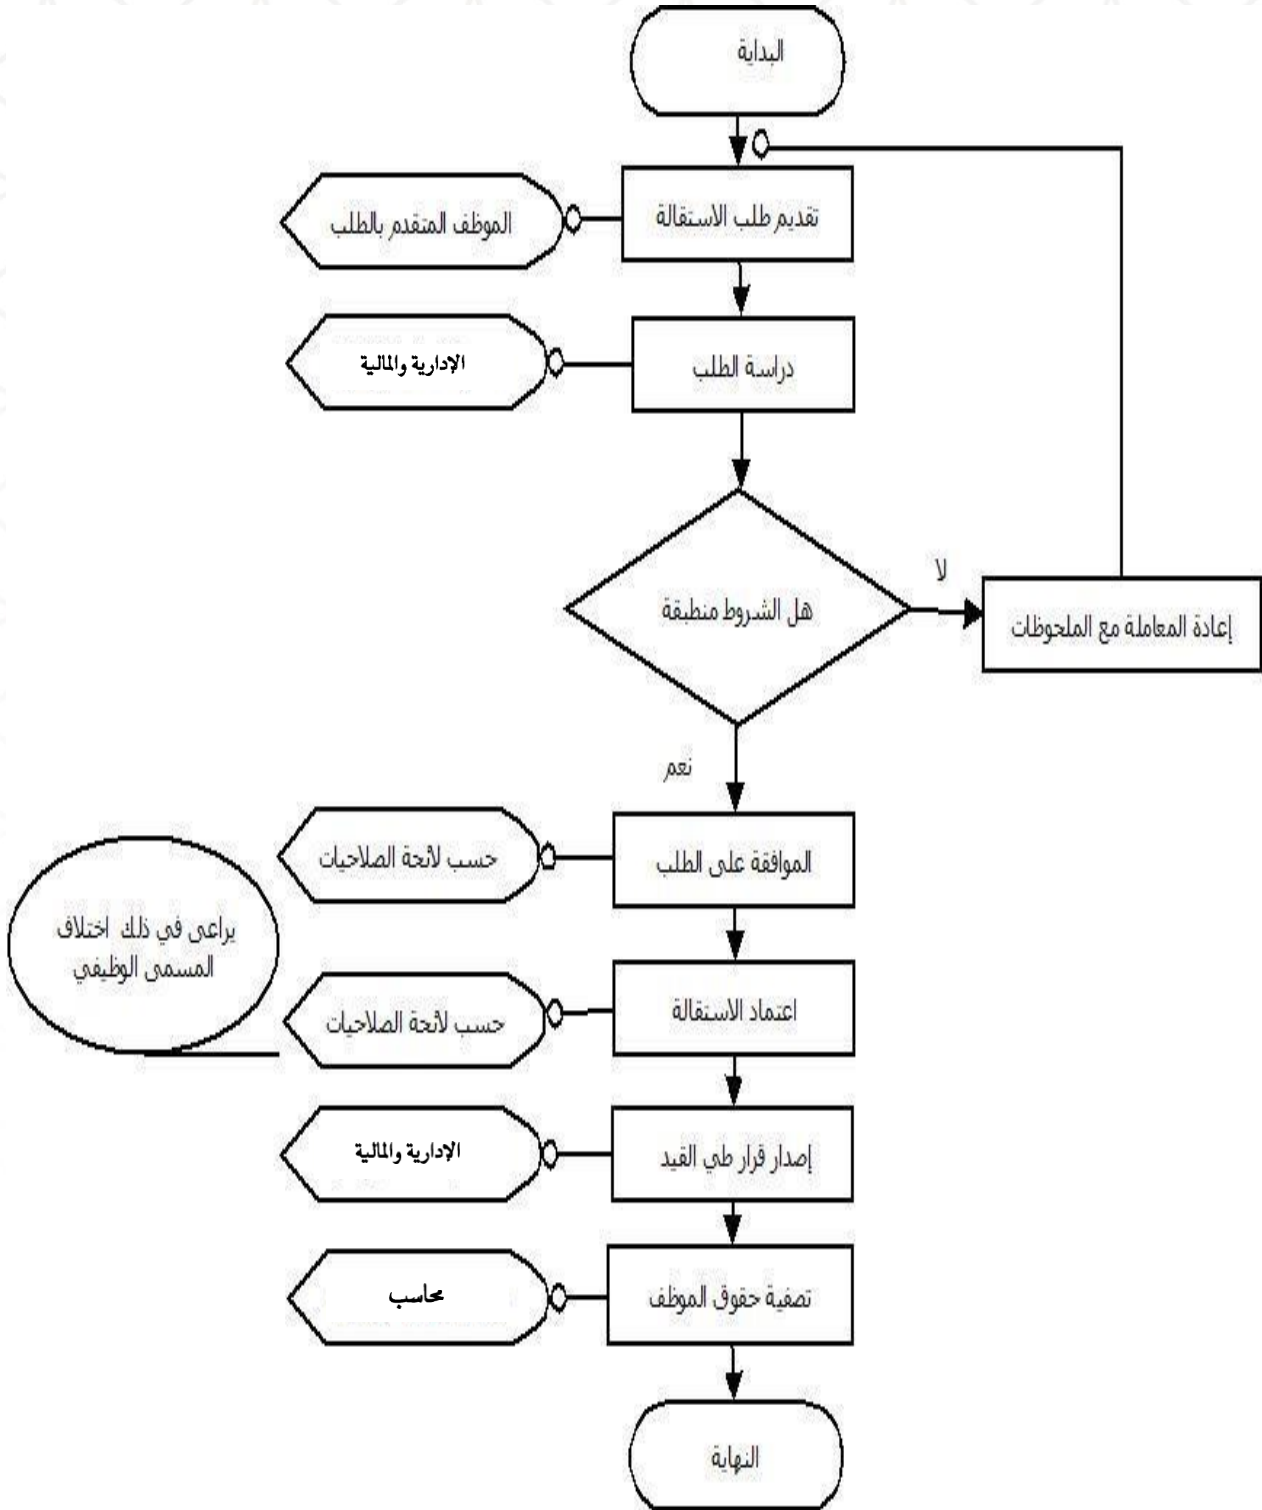 البداية
تقديم طلب الاستقالة
الموظف المتقدم بالطلب
دراسة الطلب
الإدارية والمالية
هل الشروط منطبقة
لا
إعادة المعاملة مع الملحوظات
نعم
الموافقة على الطلب
حسب لائحة الصلاحيات
يراعى في ذلك اختلاف
المسمى الوظيفي
اعتماد الاستقالة
حسب لائحة الصلاحيات
إصدار قرار طي القيد
الإدارية والمالية
تصفية حقوق الموظف
محاسب
النهاية